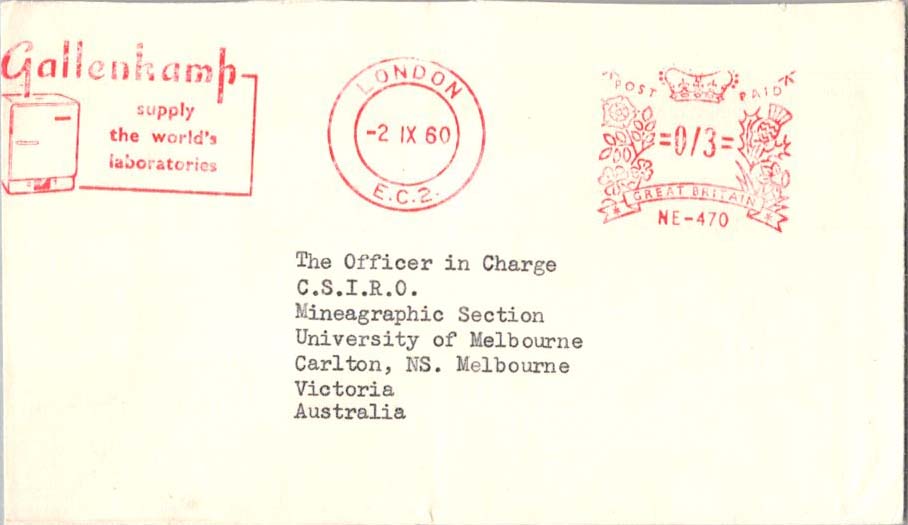 Gallenkamp
supply
the world's
laboratories
LONDON
-2 IX 60
E.C.2.
POST PAID
=0/3=
GREAT BRITAIN
NE-470
The Officer in Charge
C.S.I.R.O.
Mineagraphic Section
University of Melbourne
Carlton, NS. Melbourne
Victoria
Australia